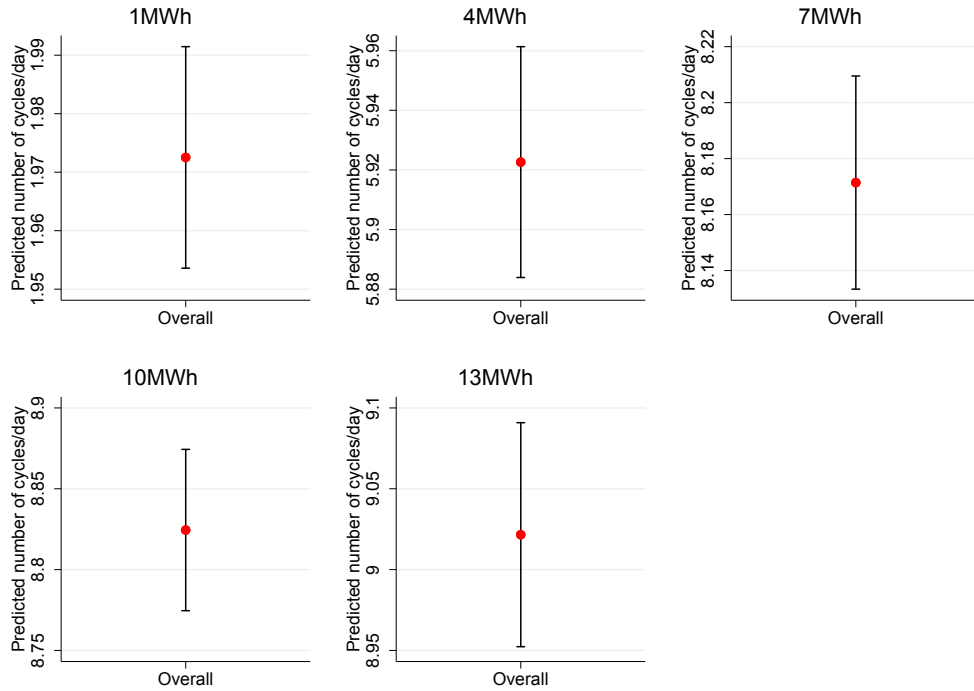 1MWh
Predicted number of cycles/day
1.99
1.98
1.97
1.96
1.95
Overall
4MWh
Predicted number of cycles/day
5.96
5.94
5.92
5.9
5.88
Overall
7MWh
Predicted number of cycles/day
8.22
8.2
8.18
8.16
8.14
Overall
10MWh
Predicted number of cycles/day
8.9
8.85
8.8
8.75
Overall
13MWh
Predicted number of cycles/day
9.1
9.05
9
8.95
Overall